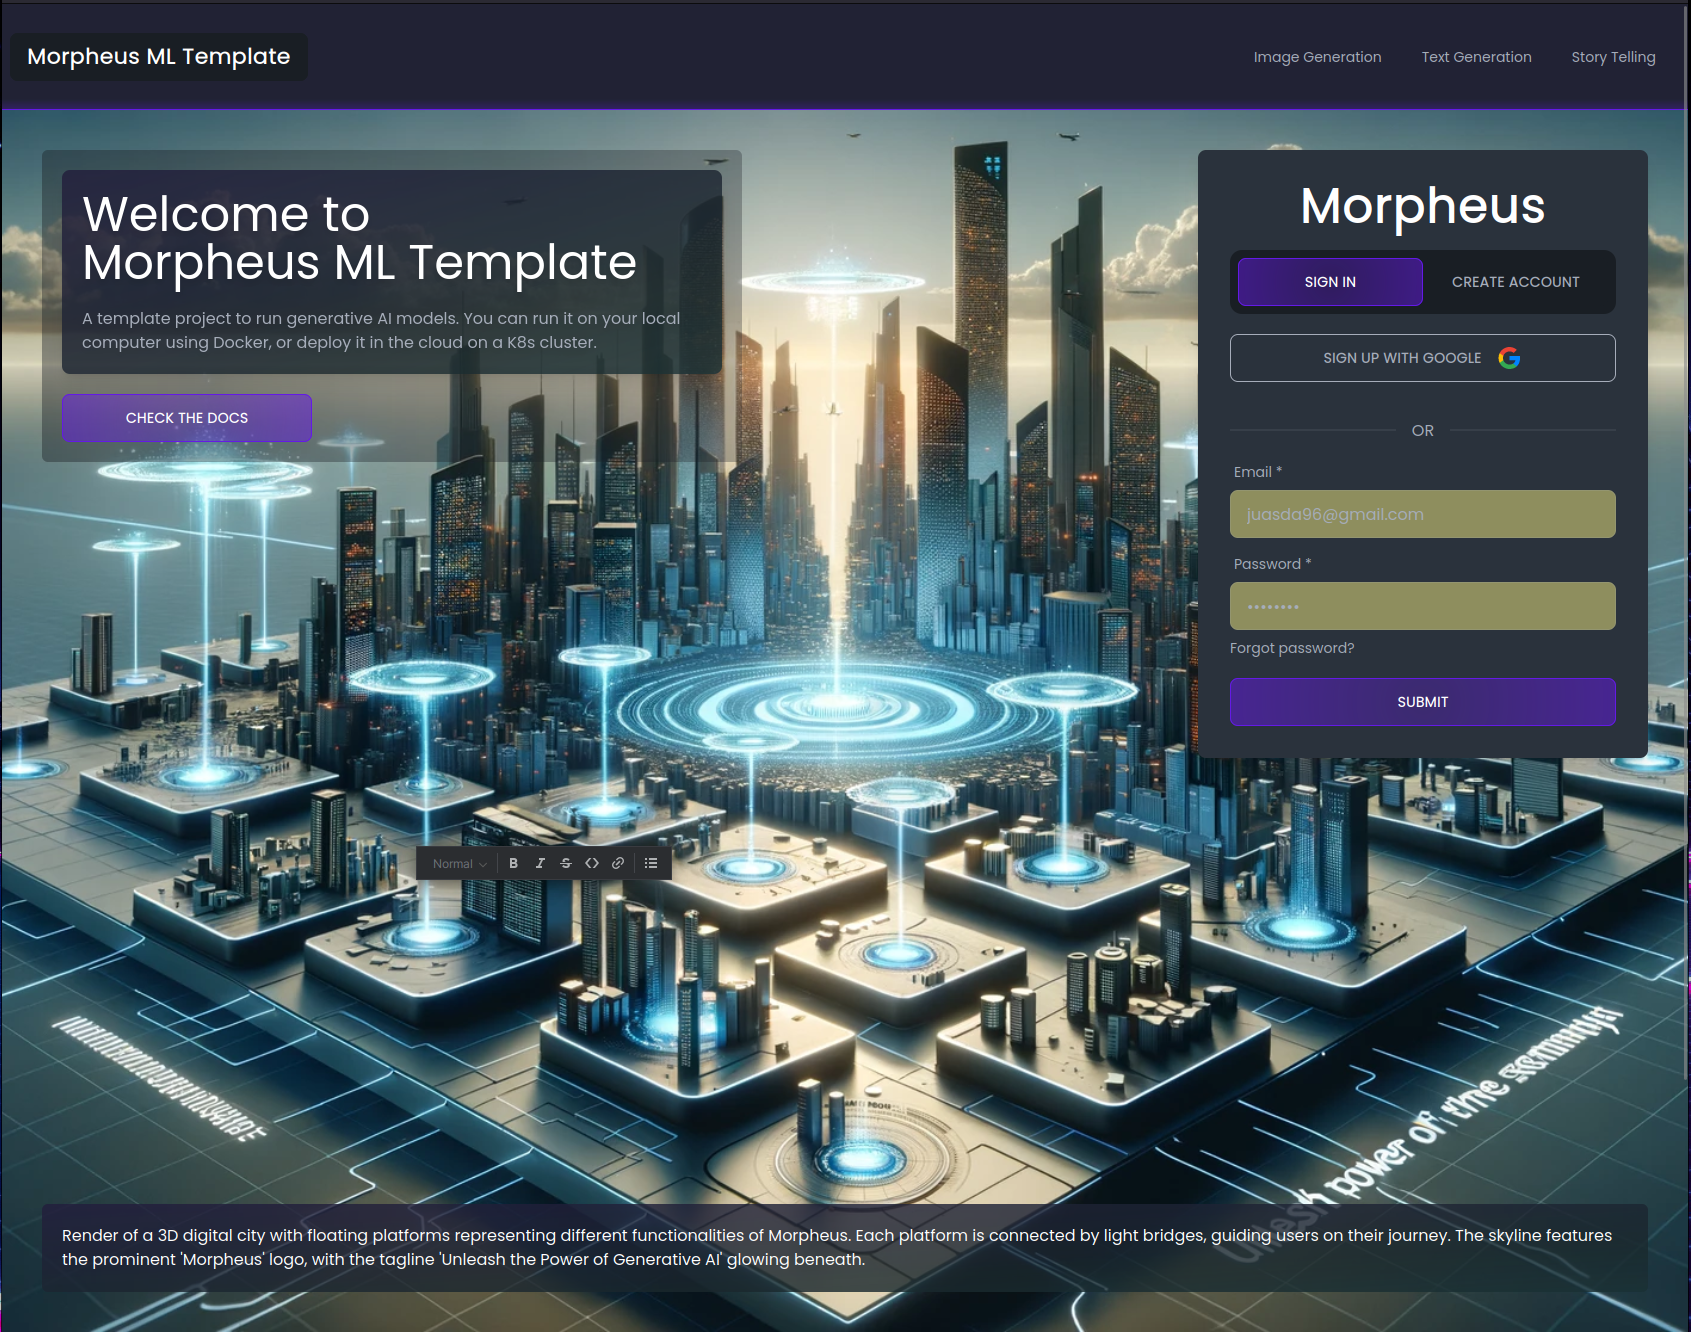 Morpheus ML Template
Image Generation
Text Generation
Story Telling
Welcome to
Morpheus ML Template
A template project to run generative AI models. You can run it on your local
computer using Docker, or deploy it in the cloud on a K8s cluster.
CHECK THE DOCS
Morpheus
SIGN IN
CREATE ACCOUNT
SIGN UP WITH GOOGLE
OR
Email *
juasda96@gmail.com
Password *
••••••••
Forgot password?
SUBMIT
Normal
power of
Render of a 3D digital city with floating platforms representing different functionalities of Morpheus. Each platform is connected by light bridges, guiding users on their journey. The skyline features
the prominent 'Morpheus' logo, with the tagline 'Unleash the Power of Generative AI' glowing beneath.